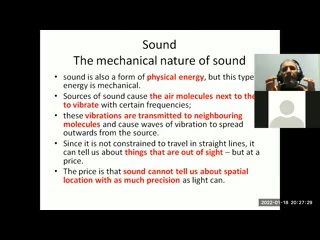 Sound
The mechanical nature of sound
• sound is also a form of physical energy, but this type
energy is mechanical.
• Sources of sound cause the air molecules next to the
to vibrate with certain frequencies;
• these vibrations are transmitted to neighbouring
molecules and cause waves of vibration to spread
outwards from the source.
• Since it is not constrained to travel in straight lines, it
can tell us about things that are out of sight – but at a
price.
• The price is that sound cannot tell us about spatial
location with as much precision as light can.
2022-01-18 20:27:29